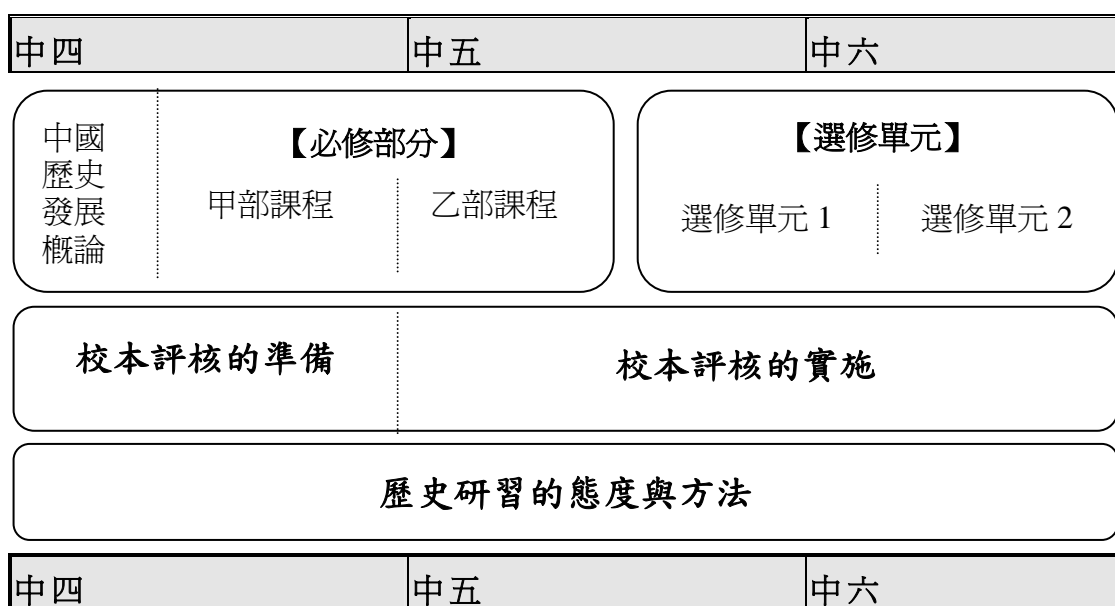 中四 中五 中六
中國
歷史
發展
概論
【必修部分】
甲部課程 乙部課程
【選修單元】
選修單元 1 選修單元 2
校本評核的準備 校本評核的實施
歷史研習的態度與方法
中四 中五 中六